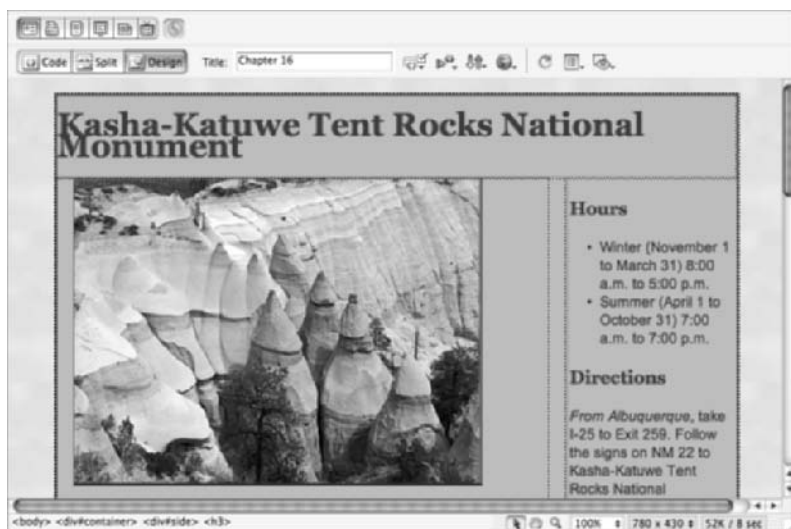 Code Split Design Title: Chapter 16
Kasha-Katuwe Tent Rocks National
Monument
Hours
• Winter (November 1
to March 31) 8:00
a.m. to 5:00 p.m.
• Summer (April 1 to
October 31) 7:00
a.m. to 7:00 p.m.
Directions
From Albuquerque, take
I-25 to Exit 259. Follow
the signs on NM 22 to
Kasha-Katuwe Tent
Rocks National
<body> <div#container> <div#side> <h3> 100% 780 x 430 52K / 8 sec